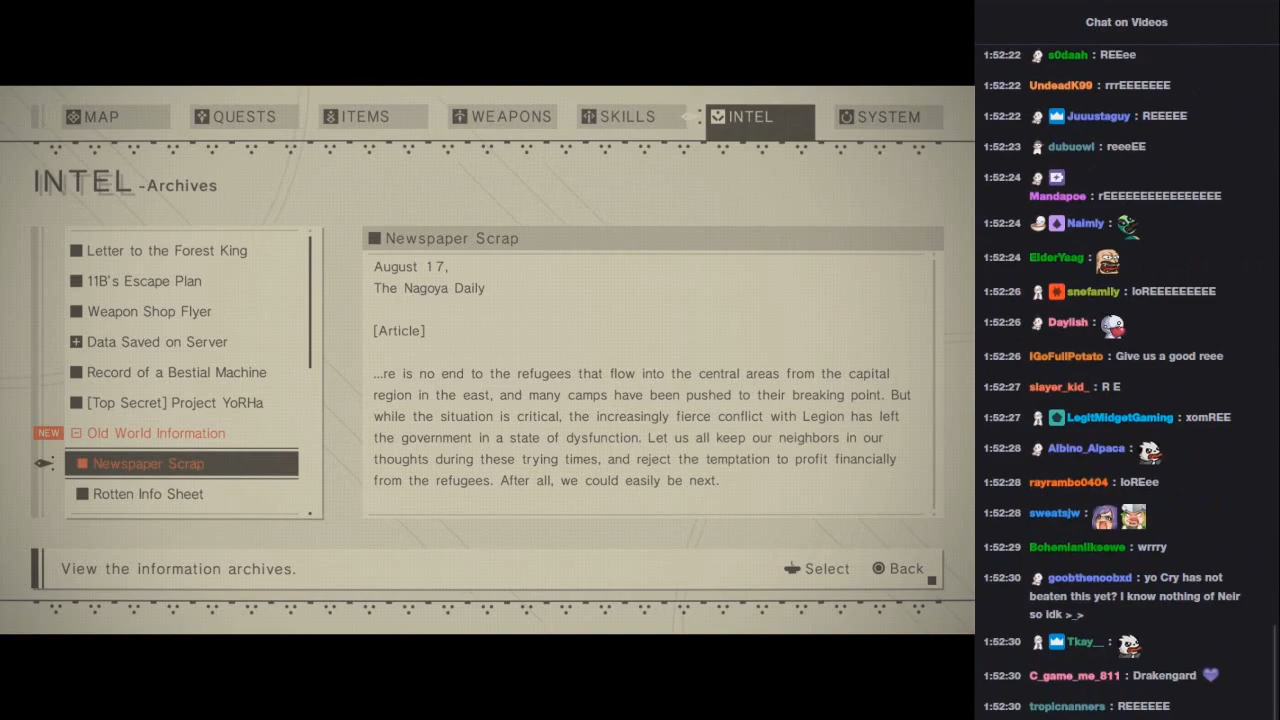 MAP
QUESTS
ITEMS
WEAPONS
SKILLS
INTEL
SYSTEM
INTEL -Archives
Letter to the Forest King
11B's Escape Plan
Weapon Shop Flyer
Data Saved on Server
Record of a Bestial Machine
[Top Secret] Project YoRHa
NEW
Old World Information
Newspaper Scrap
Rotten Info Sheet
Newspaper Scrap
August 17,
The Nagoya Daily
[Article]
...re is no end to the refugees that flow into the central areas from the capital
region in the east, and many camps have been pushed to their breaking point. But
while the situation is critical, the increasingly fierce conflict with Legion has left
the government in a state of dysfunction. Let us all keep our neighbors in our
thoughts during these trying times, and reject the temptation to profit financially
from the refugees. After all, we could easily be next.
View the information archives.
Select
Back
Chat on Videos
1:52:22 s0daah : REEee
1:52:22 UndeadK99 : rrrEEEEEEE
1:52:22 Juuustaguy : REEEEE
1:52:23 dubuowl : reeeEE
1:52:24
Mandapoe : rEEEEEEEEEEEEEEEE
1:52:24 Naimly :
1:52:24 ElderYaag :
1:52:26 snefamily : loREEEEEEEEE
1:52:26 Daylish :
1:52:26 IGoFullPotato : Give us a good reee
1:52:27 slayer_kid_ : R E
1:52:27 LegitMidgetGaming : xomREE
1:52:28 Albino_Alpaca :
1:52:28 rayrambo0404 : loREee
1:52:28 sweatsjw :
1:52:29 Bohemianlikeewe : wrrry
1:52:30 goobthenoobxd : yo Cry has not
beaten this yet? I know nothing of Neir
so idk >_>
1:52:30 Tkay__ :
1:52:30 C_game_me_811 : Drakengard
1:52:30 tropicnanners : REEEEEE